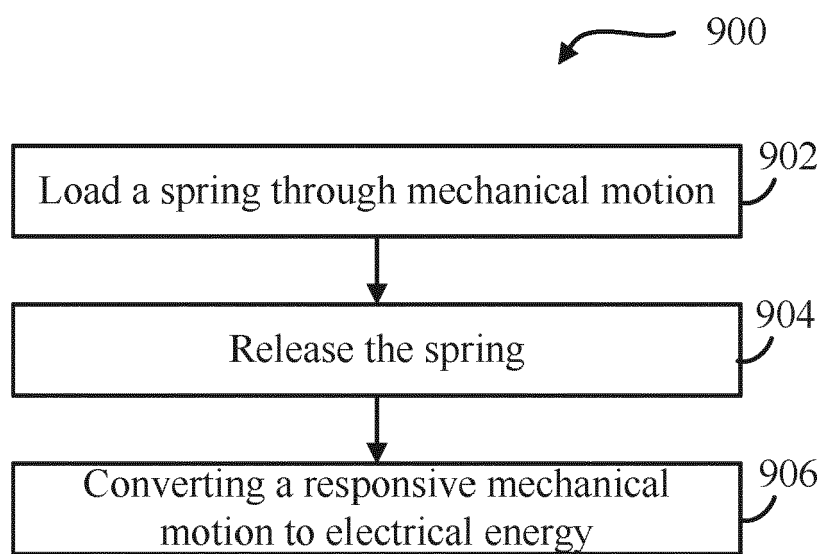 900
902
Load a spring through mechanical motion
904
Release the spring
906
Converting a responsive mechanical
motion to electrical energy